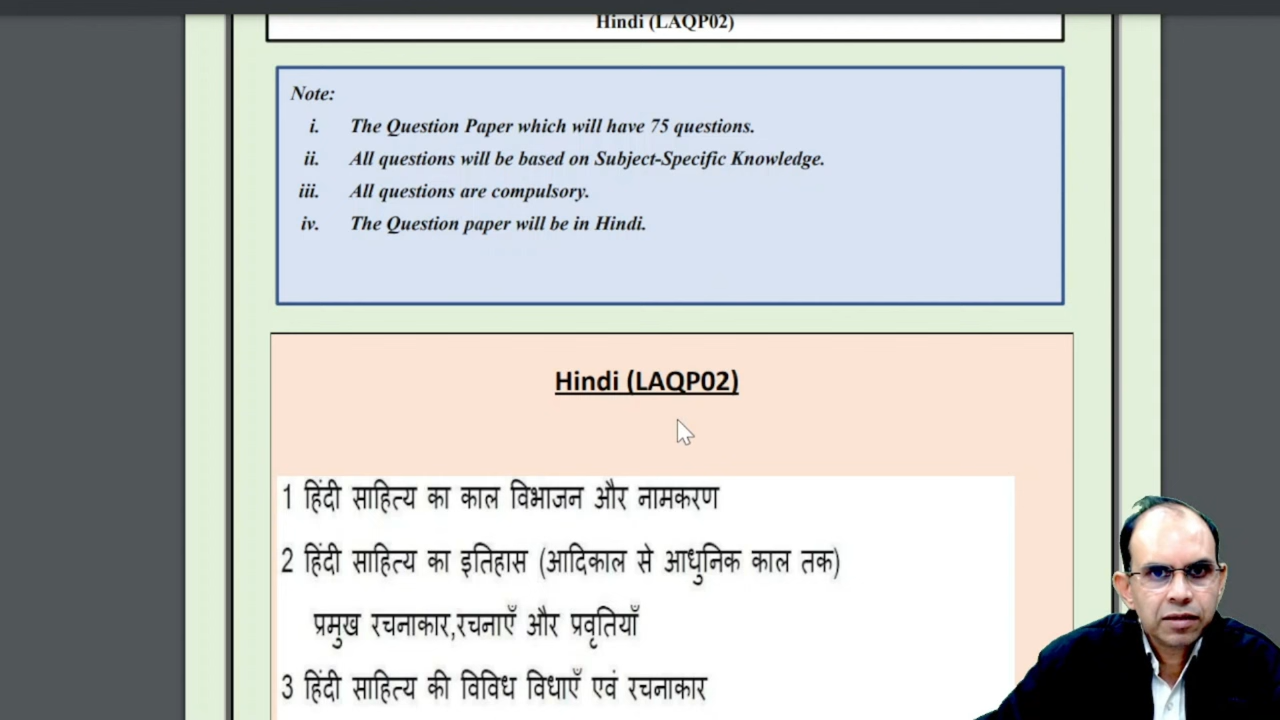 Hindi (LAQP02)
Note:
i. The Question Paper which will have 75 questions.
ii. All questions will be based on Subject-Specific Knowledge.
iii. All questions are compulsory.
iv. The Question paper will be in Hindi.
Hindi (LAQP02)
1 हिंदी साहित्य का काल विभाजन और नामकरण
2 हिंदी साहित्य का इतिहास (आदिकाल से आधुनिक काल तक)
प्रमुख रचनाकार,रचनाएँ और प्रवृतियाँ
3 हिंदी साहित्य की विविध विधाएँ एवं रचनाकार